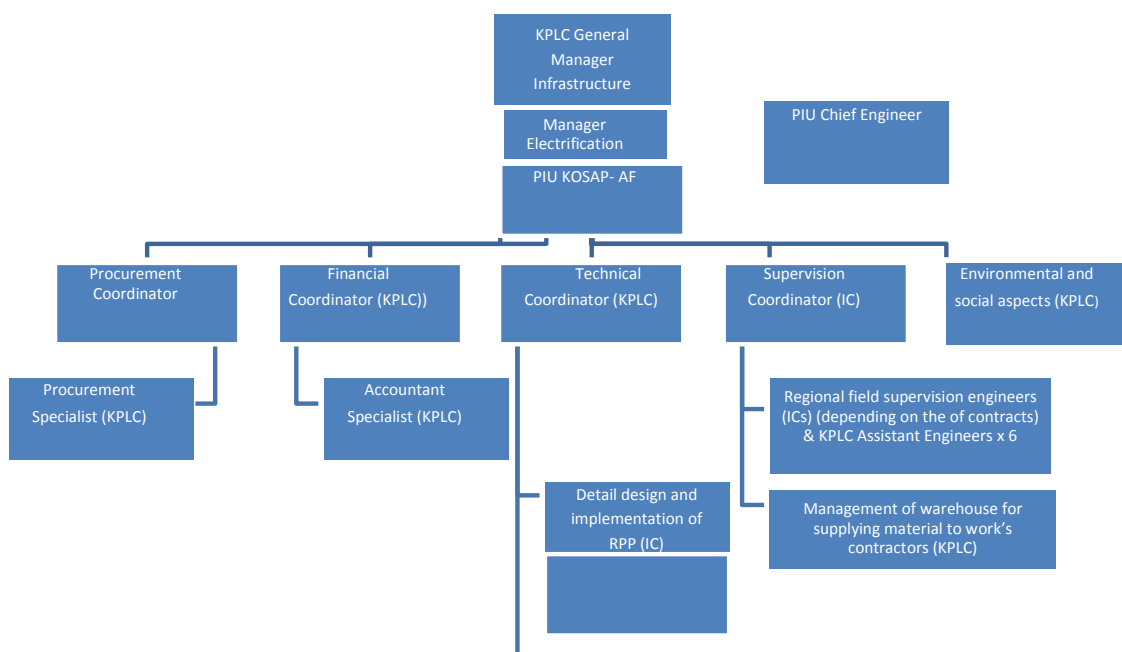 KPLC General
Manager
Infrastructure
PIU Chief Engineer
Manager
Electrification
PIU KOSAP- AF
Procurement
Coordinator
Financial
Coordinator (KPLC))
Technical
Coordinator (KPLC)
Supervision
Coordinator (IC)
Environmental and
social aspects (KPLC)
Procurement
Specialist (KPLC)
Accountant
Specialist (KPLC)
Regional field supervision engineers
(ICs) (depending on the of contracts)
& KPLC Assistant Engineers x 6
Detail design and
implementation of
RPP (IC)
Management of warehouse for
supplying material to work’s
contractors (KPLC)